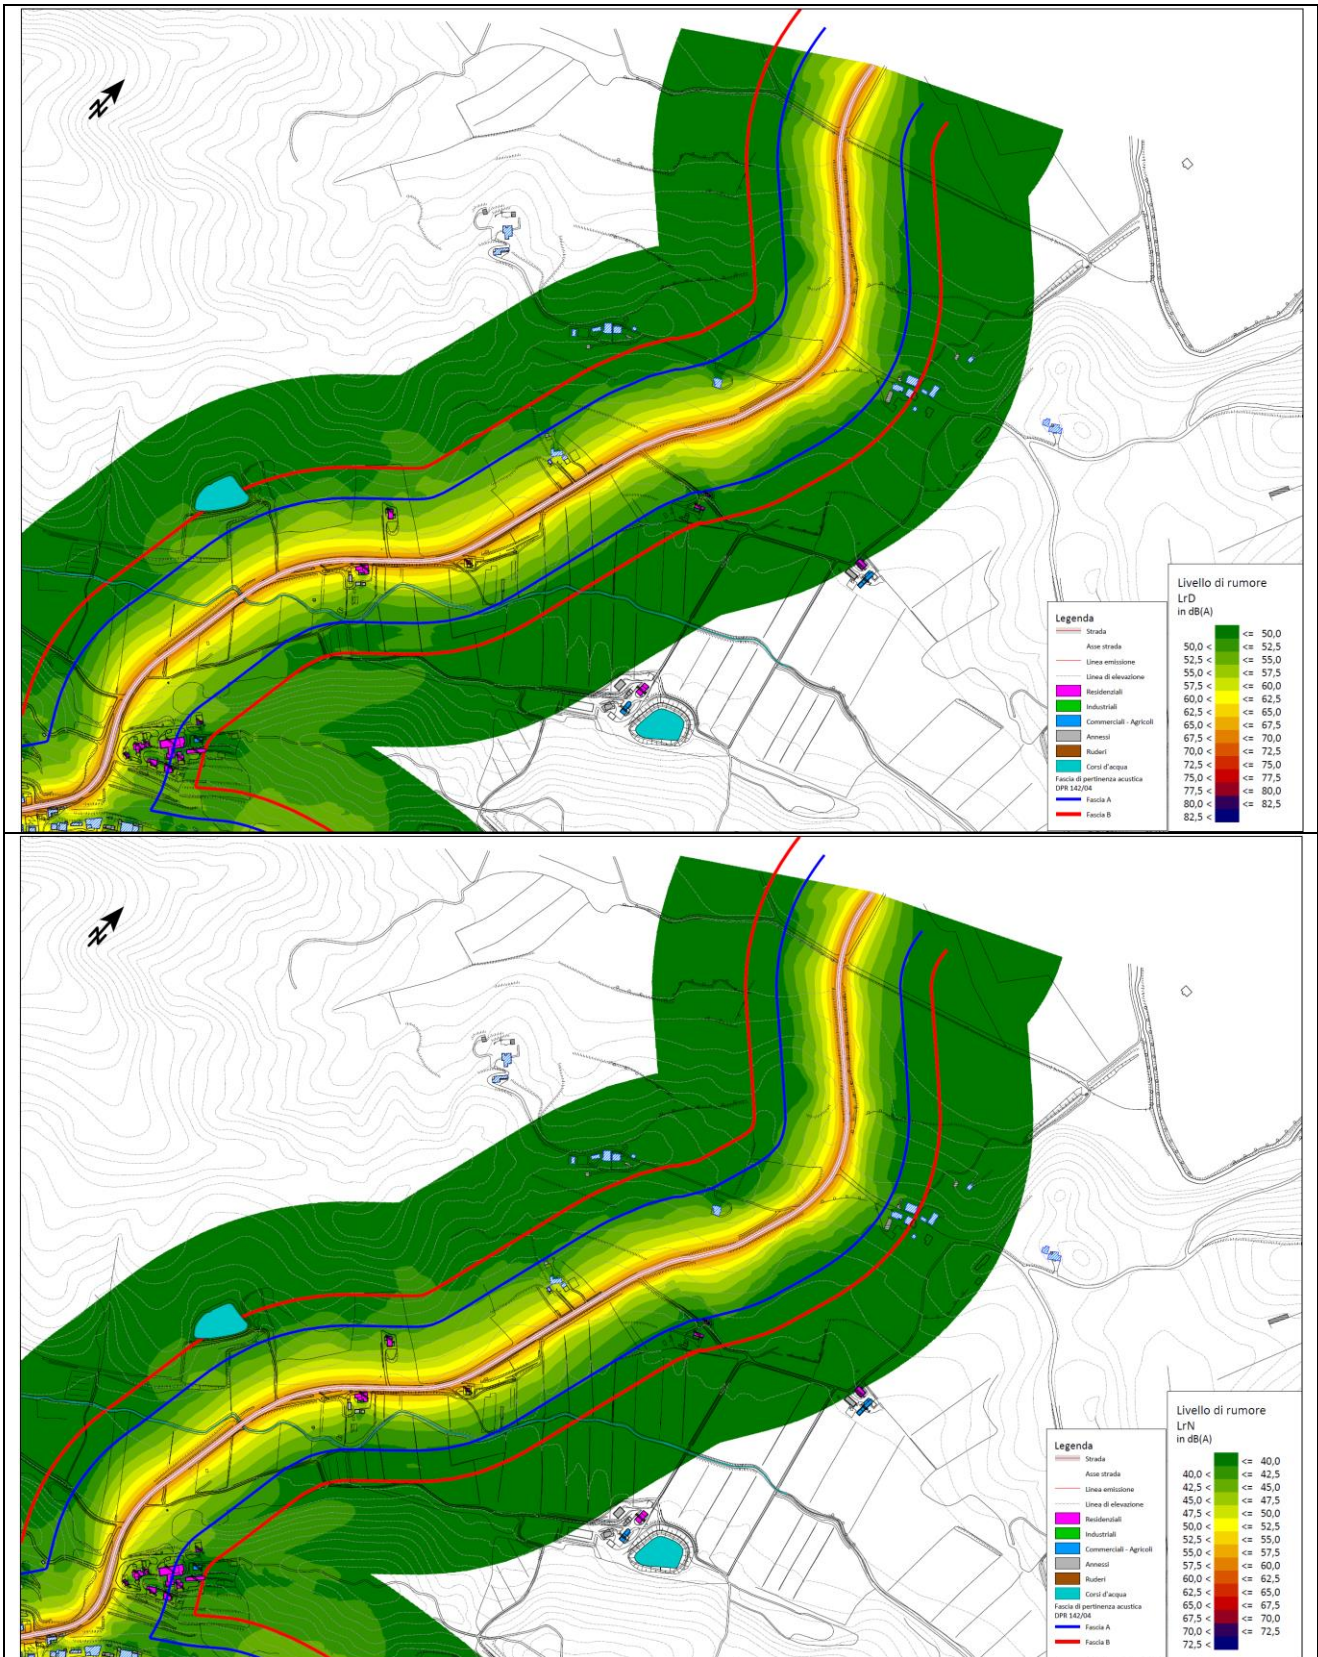 N
Livello di rumore
LrD
in dB(A)
<= 50,0
50,0 < <= 52,5
52,5 < <= 55,0
55,0 < <= 57,5
57,5 < <= 60,0
60,0 < <= 62,5
62,5 < <= 65,0
65,0 < <= 67,5
67,5 < <= 70,0
70,0 < <= 72,5
72,5 < <= 75,0
75,0 < <= 77,5
77,5 < <= 80,0
80,0 < <= 82,5
82,5 <
Legenda
Strada
Asse strada
Linea emissione
Linea di elevazione
Residenziali
Industriali
Commerciali - Agricoli
Annessi
Ruderi
Corsi d'acqua
Fascia di pertinenza acustica
DPR 142/04
Fascia A
Fascia B
N
Livello di rumore
LrN
in dB(A)
<= 40,0
40,0 < <= 42,5
42,5 < <= 45,0
45,0 < <= 47,5
47,5 < <= 50,0
50,0 < <= 52,5
52,5 < <= 55,0
55,0 < <= 57,5
57,5 < <= 60,0
60,0 < <= 62,5
62,5 < <= 65,0
65,0 < <= 67,5
67,5 < <= 70,0
70,0 < <= 72,5
72,5 <
Legenda
Strada
Asse strada
Linea emissione
Linea di elevazione
Residenziali
Industriali
Commerciali - Agricoli
Annessi
Ruderi
Corsi d'acqua
Fascia di pertinenza acustica
DPR 142/04
Fascia A
Fascia B